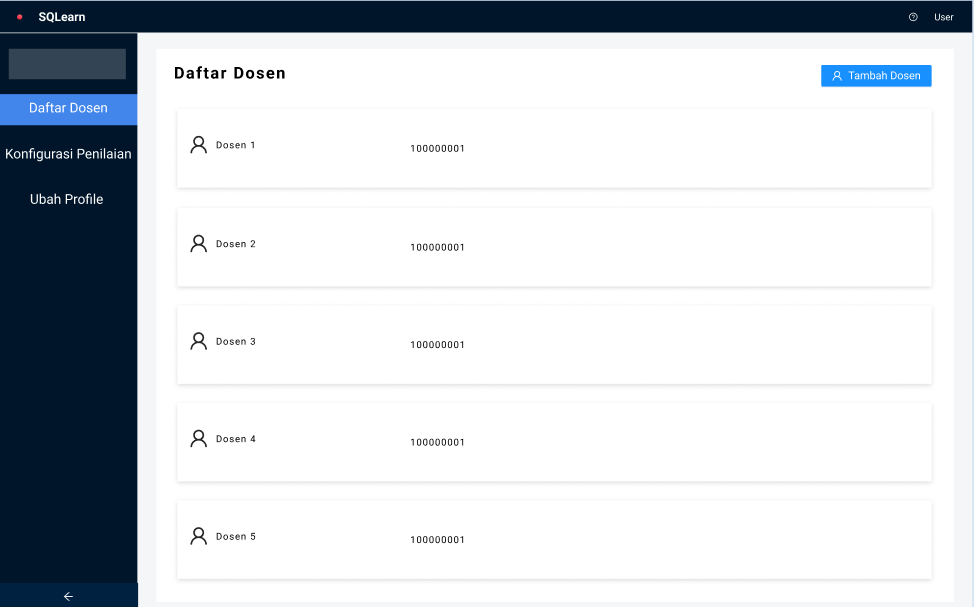 SQLearn
User
Daftar Dosen
Konfigurasi Penilaian
Ubah Profile
Daftar Dosen
Tambah Dosen
Dosen 1
100000001
Dosen 2
100000001
Dosen 3
100000001
Dosen 4
100000001
Dosen 5
100000001